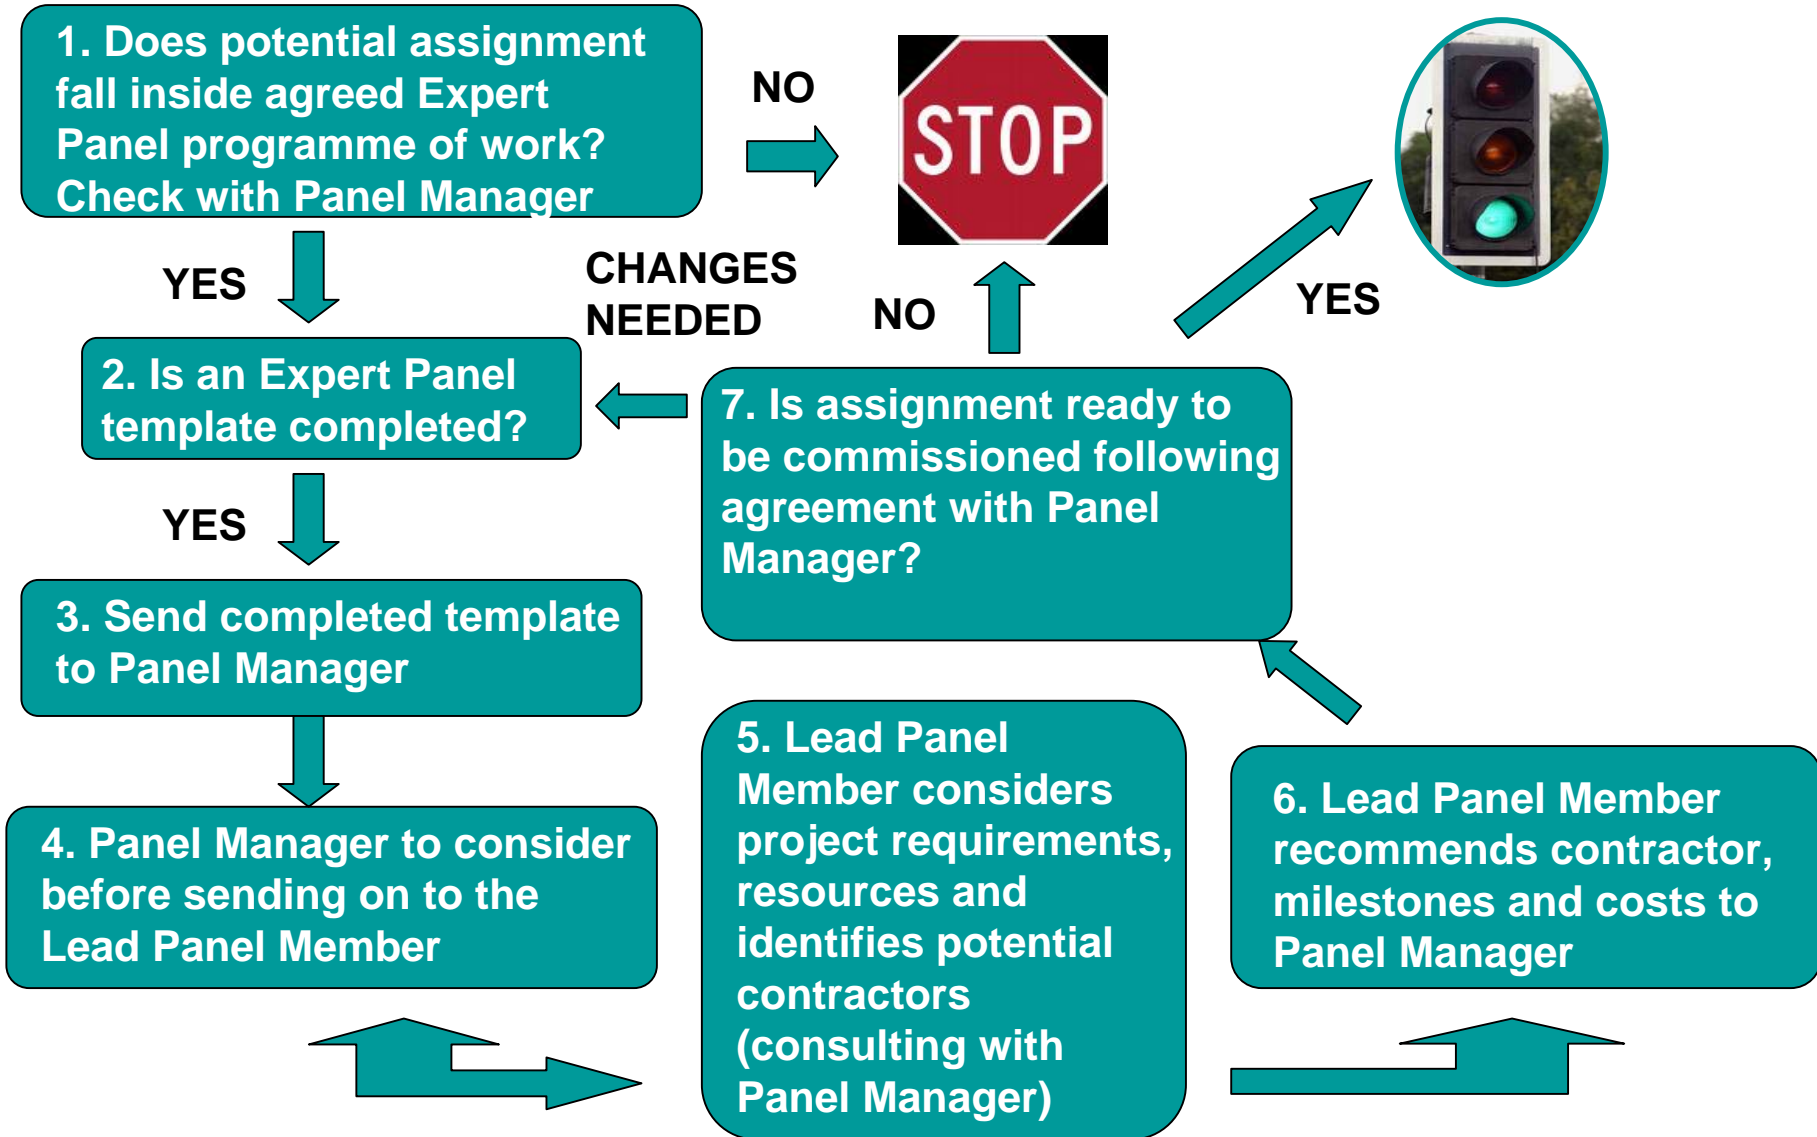 1. Does potential assignment
fall inside agreed Expert
Panel programme of work?
Check with Panel Manager
NO
STOP
YES
CHANGES
NEEDED
NO
YES
2. Is an Expert Panel
template completed?
7. Is assignment ready to
be commissioned following
agreement with Panel
Manager?
YES
3. Send completed template
to Panel Manager
4. Panel Manager to consider
before sending on to the
Lead Panel Member
5. Lead Panel
Member considers
project requirements,
resources and
identifies potential
contractors
(consulting with
Panel Manager)
6. Lead Panel Member
recommends contractor,
milestones and costs to
Panel Manager